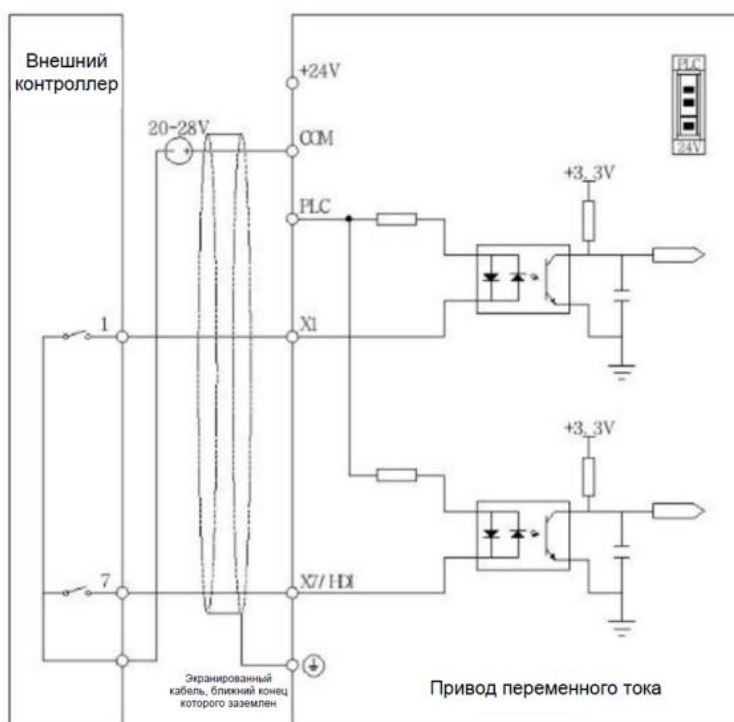 Внешний
контроллер
+24V
PLC
24V
20-28V
COM
+3, 3V
PLC
1
X1
+3, 3V
7
X7/HDI
Экранированный
кабель, ближний конец
которого заземлен
Привод переменного тока